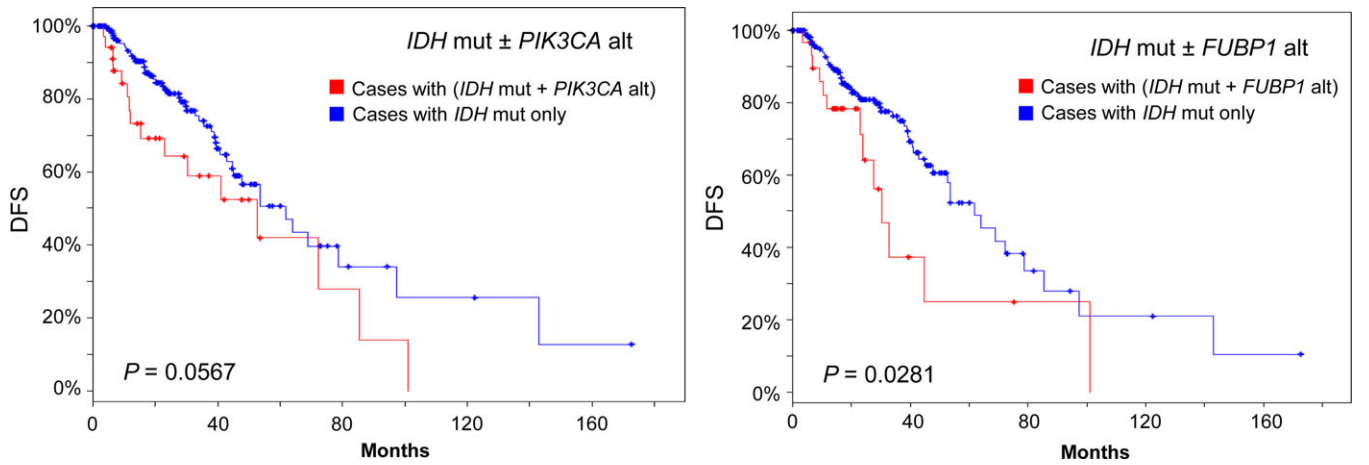 IDH mut ± PIK3CA alt
Cases with (IDH mut + PIK3CA alt)
Cases with IDH mut only
DFS
100%
80%
60%
40%
20%
0%
P = 0.0567
0 40 80 120 160
Months
IDH mut ± FUBP1 alt
Cases with (IDH mut + FUBP1 alt)
Cases with IDH mut only
DFS
100%
80%
60%
40%
20%
0%
P = 0.0281
0 40 80 120 160
Months